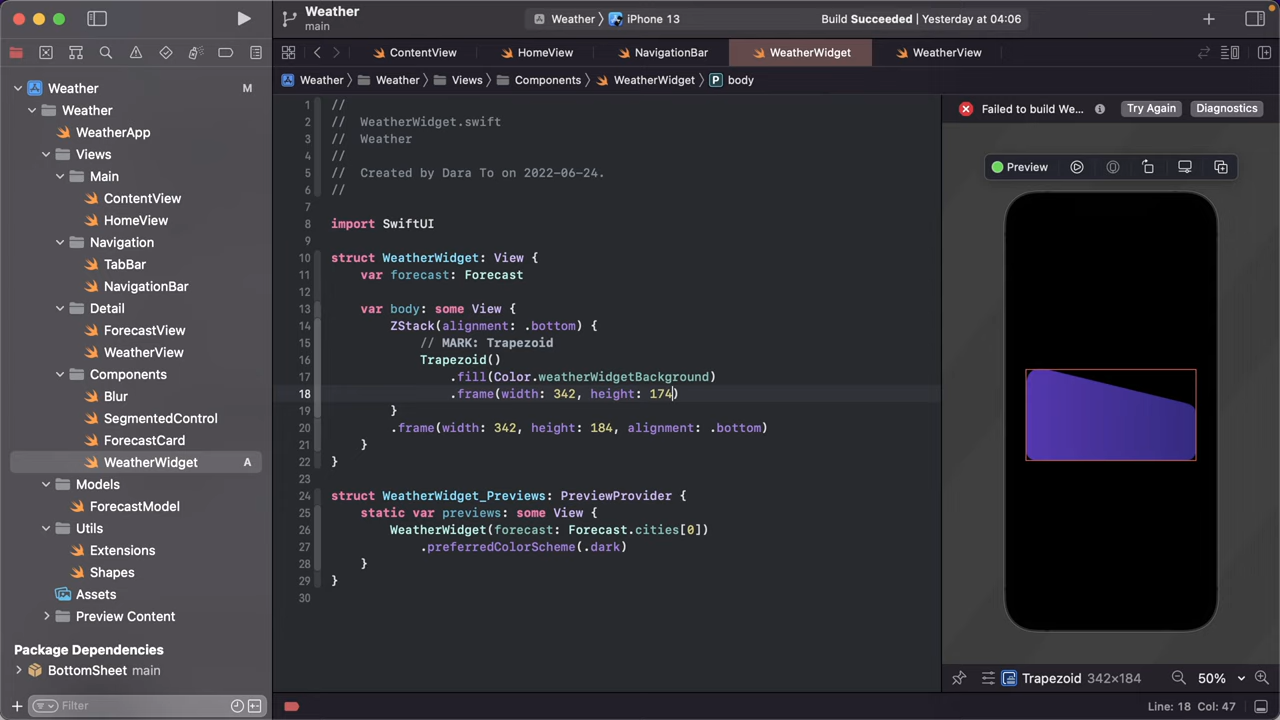 Weather
main
Weather
iPhone 13
Build Succeeded | Yesterday at 04:06
ContentView
HomeView
NavigationBar
WeatherWidget
WeatherView
Weather
Weather
Views
Components
WeatherWidget
P
body
Weather
M
Weather
WeatherApp
Views
Main
ContentView
HomeView
Navigation
TabBar
NavigationBar
Detail
ForecastView
WeatherView
Components
Blur
SegmentedControl
ForecastCard
WeatherWidget
A
Models
ForecastModel
Utils
Extensions
Shapes
Assets
Preview Content
Package Dependencies
BottomSheet main
Filter
1 //
2 //  WeatherWidget.swift
3 //  Weather
4 //
5 //  Created by Dara To on 2022-06-24.
6 //
7
8 import SwiftUI
9
10 struct WeatherWidget: View {
11     var forecast: Forecast
12
13     var body: some View {
14         ZStack(alignment: .bottom) {
15             // MARK: Trapezoid
16             Trapezoid()
17                 .fill(Color.weatherWidgetBackground)
18                 .frame(width: 342, height: 174)
19         }
20         .frame(width: 342, height: 184, alignment: .bottom)
21     }
22 }
23
24 struct WeatherWidget_Previews: PreviewProvider {
25     static var previews: some View {
26         WeatherWidget(forecast: Forecast.cities[0])
27             .preferredColorScheme(.dark)
28     }
29 }
30
Failed to build We...
Try Again
Diagnostics
Preview
Trapezoid 342×184
50%
Line: 18 Col: 47